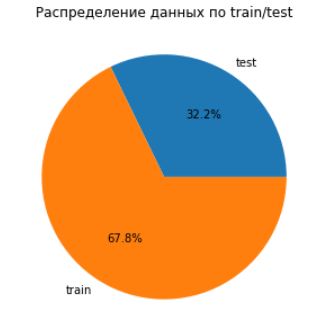 Распределение данных по train/test
test
32.2%
67.8%
train